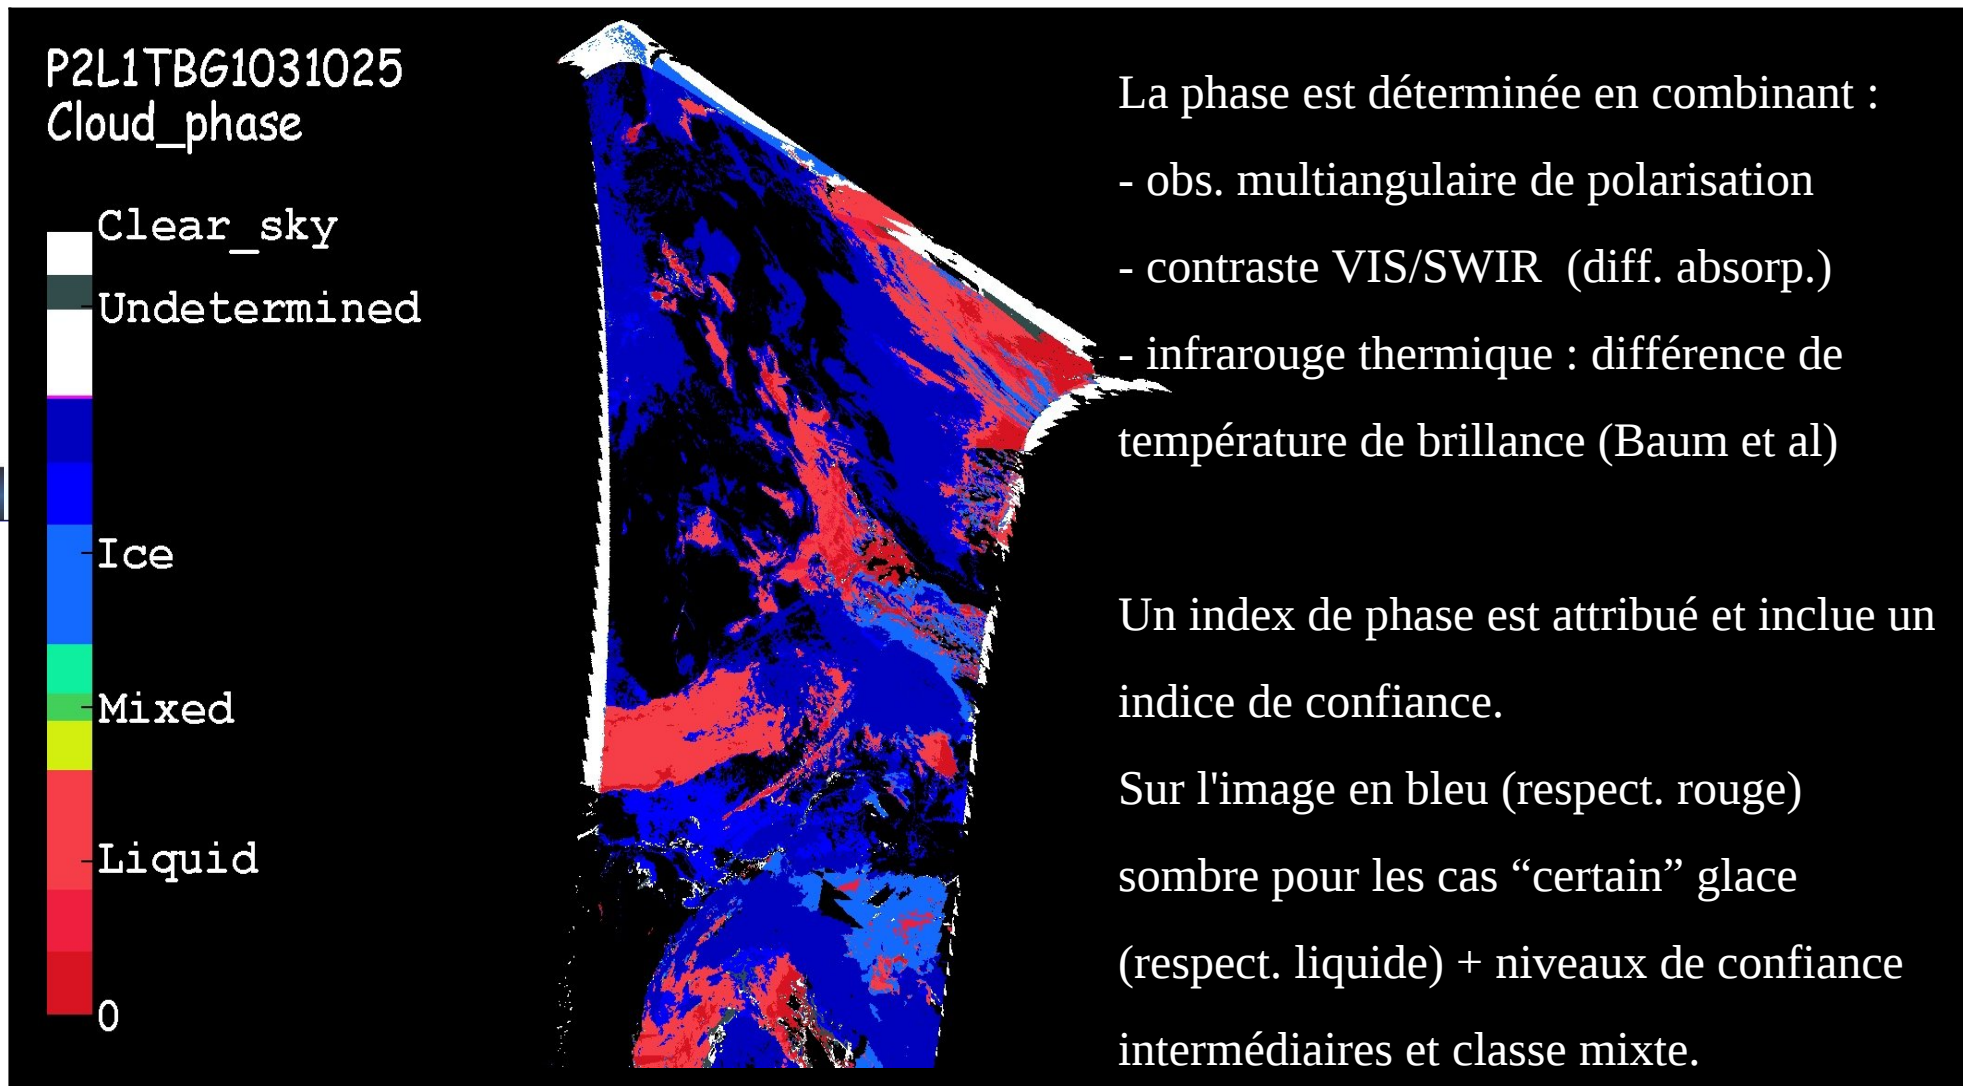 P2L1TBG1031025
Cloud_phase
Clear_sky
Undetermined
Ice
Mixed
Liquid
0
La phase est déterminée en combinant :
- obs. multiangulaire de polarisation
- contraste VIS/SWIR (diff. absorp.)
- infrarouge thermique : différence de
température de brillance (Baum et al)
Un index de phase est attribué et inclue un
indice de confiance.
Sur l'image en bleu (respect. rouge)
sombre pour les cas “certain” glace
(respect. liquide) + niveaux de confiance
intermédiaires et classe mixte.